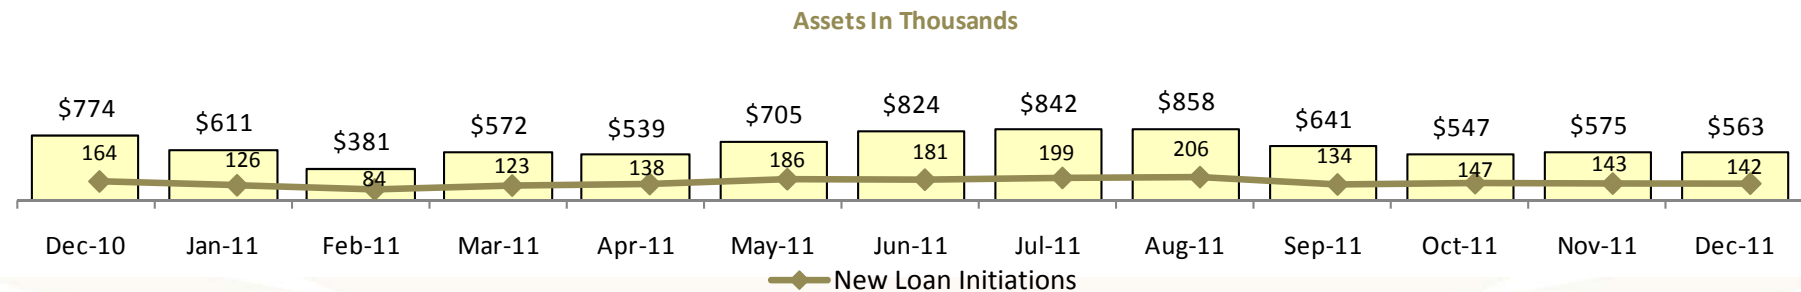 Assets In Thousands
$774 $611 $381 $572 $539 $705 $824 $842 $858 $641 $547 $575 $563
164 126 84 123 138 186 181 199 206 134 147 143 142
Dec-10 Jan-11 Feb-11 Mar-11 Apr-11 May-11 Jun-11 Jul-11 Aug-11 Sep-11 Oct-11 Nov-11 Dec-11
New Loan Initiations